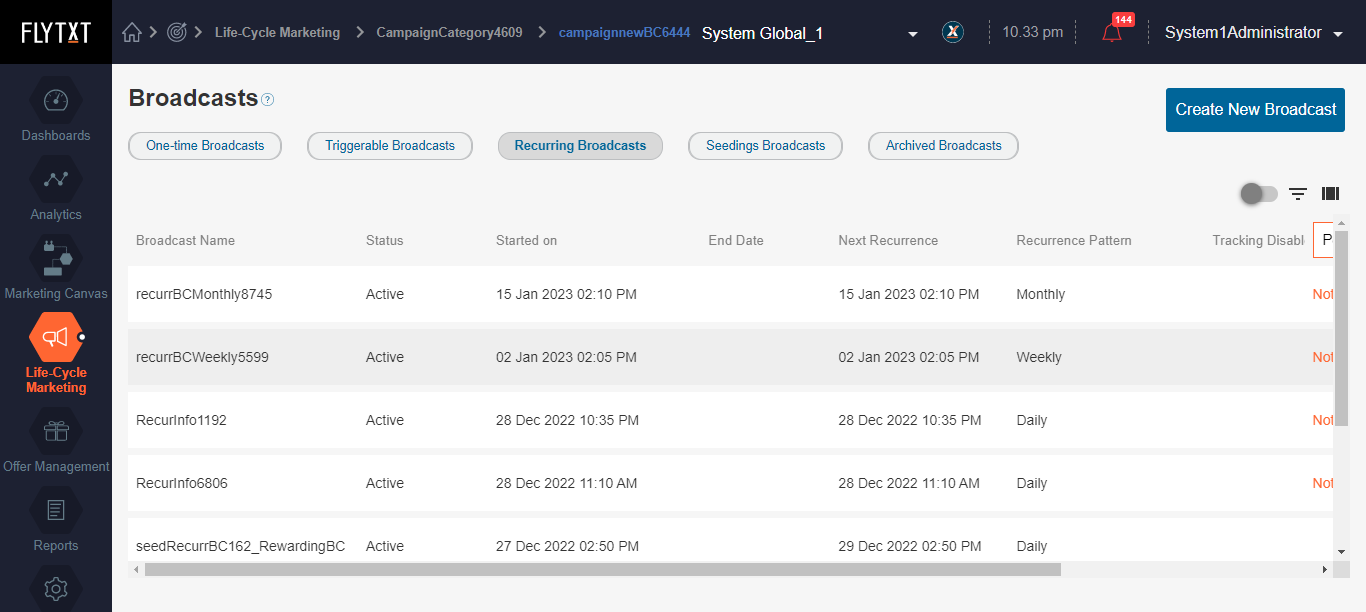 FLYTXT
Life-Cycle Marketing CampaignCategory4609 campaignnewBC6444 System Global_1 X 10.33 pm 144 System1Administrator
Dashboards
Analytics
Marketing Canvas
Life-Cycle
Marketing
Offer Management
Reports
Broadcasts ?
Create New Broadcast
One-time Broadcasts Triggerable Broadcasts Recurring Broadcasts Seedings Broadcasts Archived Broadcasts
Broadcast Name Status Started on End Date Next Recurrence Recurrence Pattern Tracking Disabl P
recurrBCMonthly8745 Active 15 Jan 2023 02:10 PM 15 Jan 2023 02:10 PM Monthly Not
recurrBCWeekly5599 Active 02 Jan 2023 02:05 PM 02 Jan 2023 02:05 PM Weekly Not
RecurInfo1192 Active 28 Dec 2022 10:35 PM 28 Dec 2022 10:35 PM Daily Not
RecurInfo6806 Active 28 Dec 2022 11:10 AM 28 Dec 2022 11:10 AM Daily Not
seedRecurrBC162_RewardingBC Active 27 Dec 2022 02:50 PM 29 Dec 2022 02:50 PM Daily